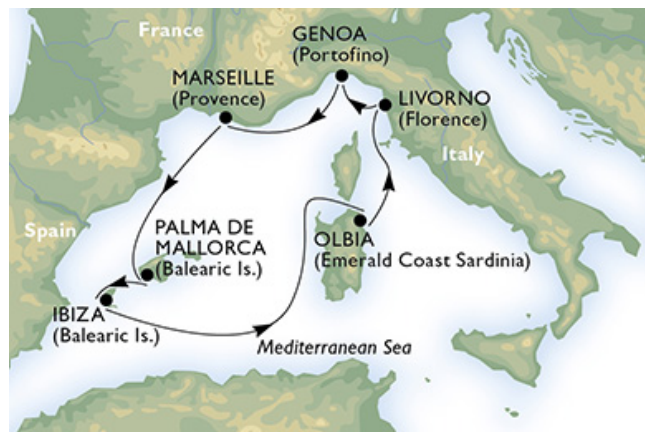 France
GENOA
(Portofino)
MARSEILLE
(Provence)
LIVORNO
(Florence)
Italy
Spain
PALMA DE
MALLORCA
(Balearic Is.)
OLBIA
(Emerald Coast Sardinia)
IBIZA
(Balearic Is.)
Mediterranean Sea